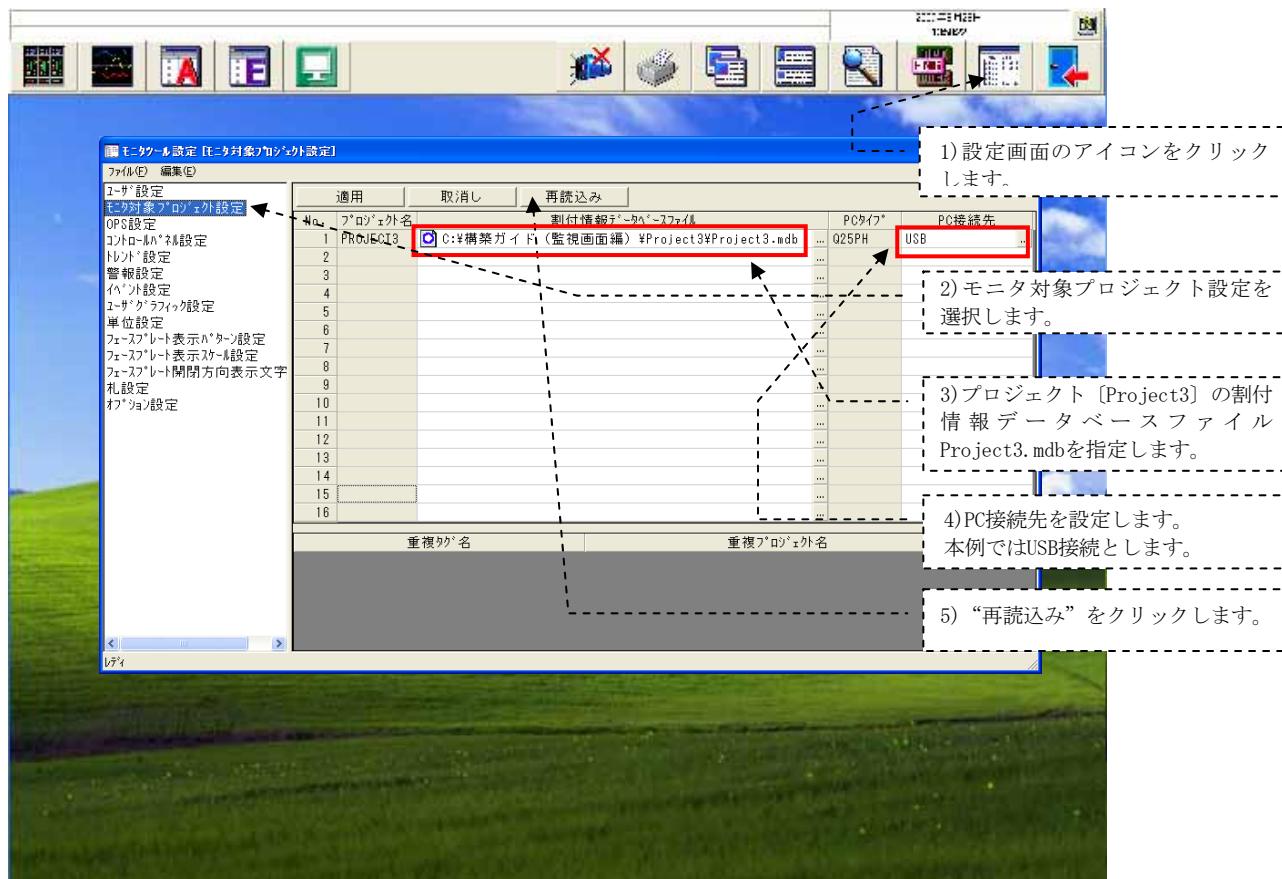 モニタツール設定 [モニタ対象プロジェクト設定]
ファイル(F) 編集(E)
ユーザ設定
モニタ対象プロジェクト設定
OPS設定
コントロールパネル設定
トレンド設定
警報設定
イベント設定
ユーザグラフィック設定
単位設定
フェースプレート表示パターン設定
フェースプレート表示スケール設定
フェースプレート開閉方向表示文字
札設定
オプション設定
適用 取消し 再読込み
No. プロジェクト名 割付情報データベースファイル PCタイプ PC接続先
1 PROJECT3 C:¥構築ガイド(監視画面編)¥Project3¥Project3.mdb ... Q25PH USB ...
2 ...
3 ...
4 ...
5 ...
6 ...
7 ...
8 ...
9 ...
10 ...
11 ...
12 ...
13 ...
14 ...
15 ...
16 ...
重複タグ名 重複プロジェクト名
レディ
1)設定画面のアイコンをクリック
します。
2)モニタ対象プロジェクト設定を
選択します。
3)プロジェクト〔Project3〕の割付
情報データベースファイル
Project3.mdbを指定します。
4)PC接続先を設定します。
本例ではUSB接続とします。
5)“再読込み”をクリックします。